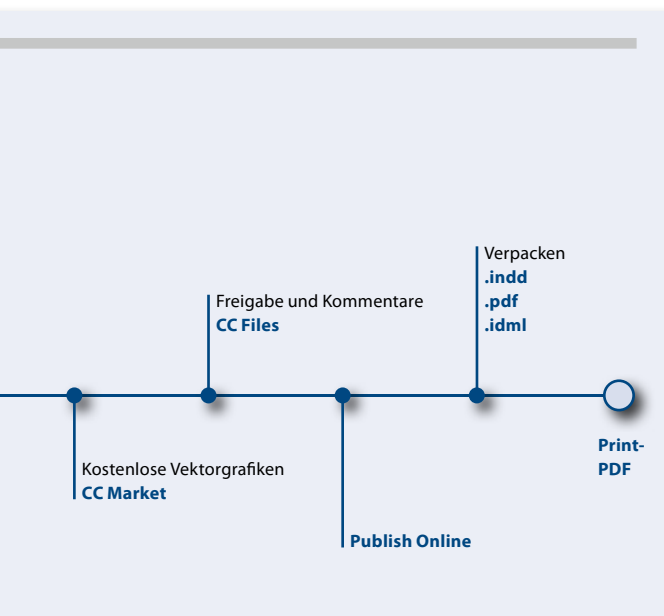 Verpacken
.indd
.pdf
.idml
Freigabe und Kommentare
CC Files
Kostenlose Vektorgrafiken
CC Market
Publish Online
Print-
PDF